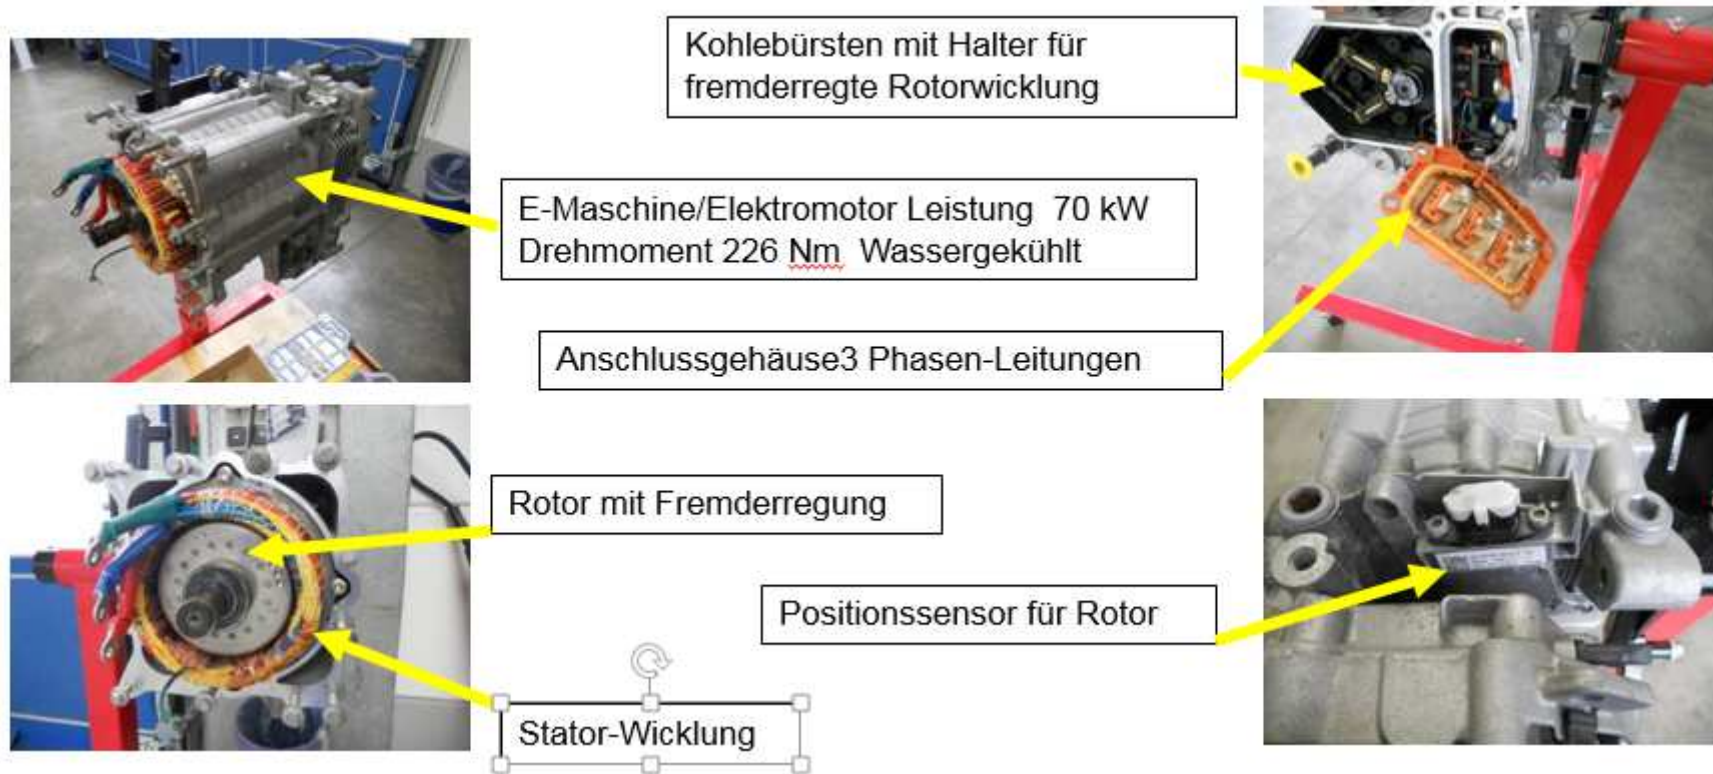 Kohlebürsten mit Halter für
fremderregte Rotorwicklung
E-Maschine/Elektromotor Leistung  70 kW
Drehmoment 226 Nm  Wassergekühlt
Anschlussgehäuse3 Phasen-Leitungen
Rotor mit Fremderregung
Positionssensor für Rotor
Stator-Wicklung